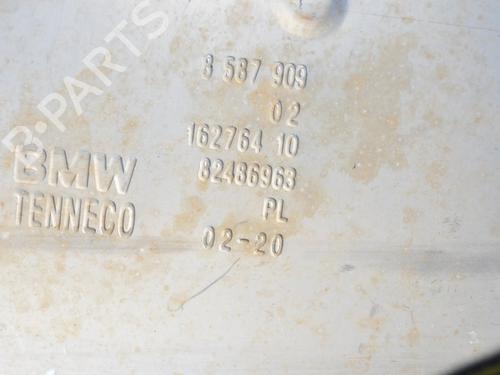 B-PARTS
8 587 909
02
162764 10
BMW
82486963
TENNECO
PL
02-20